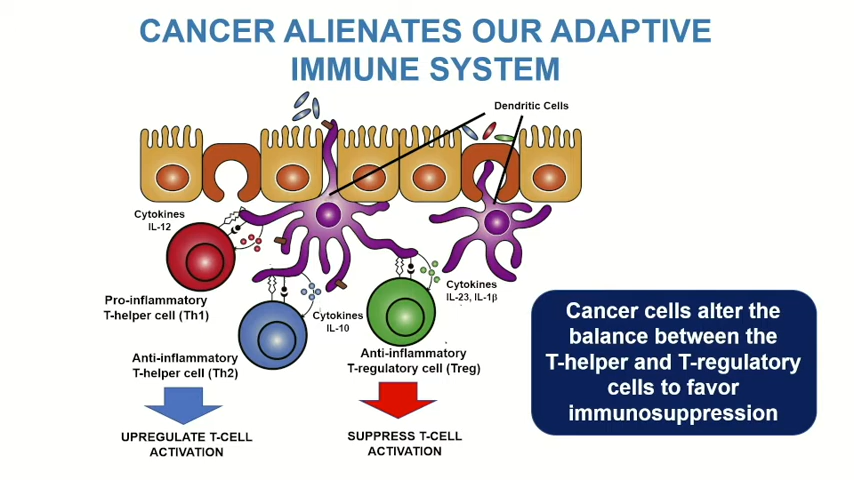 CANCER ALIENATES OUR ADAPTIVE
IMMUNE SYSTEM
Dendritic Cells
Cytokines
IL-12
Pro-inflammatory
T-helper cell (Th1)
Cytokines
IL-10
Anti-inflammatory
T-helper cell (Th2)
Cytokines
IL-23, IL-1β
Anti-inflammatory
T-regulatory cell (Treg)
UPREGULATE T-CELL
ACTIVATION
SUPPRESS T-CELL
ACTIVATION
Cancer cells alter the
balance between the
T-helper and T-regulatory
cells to favor
immunosuppression